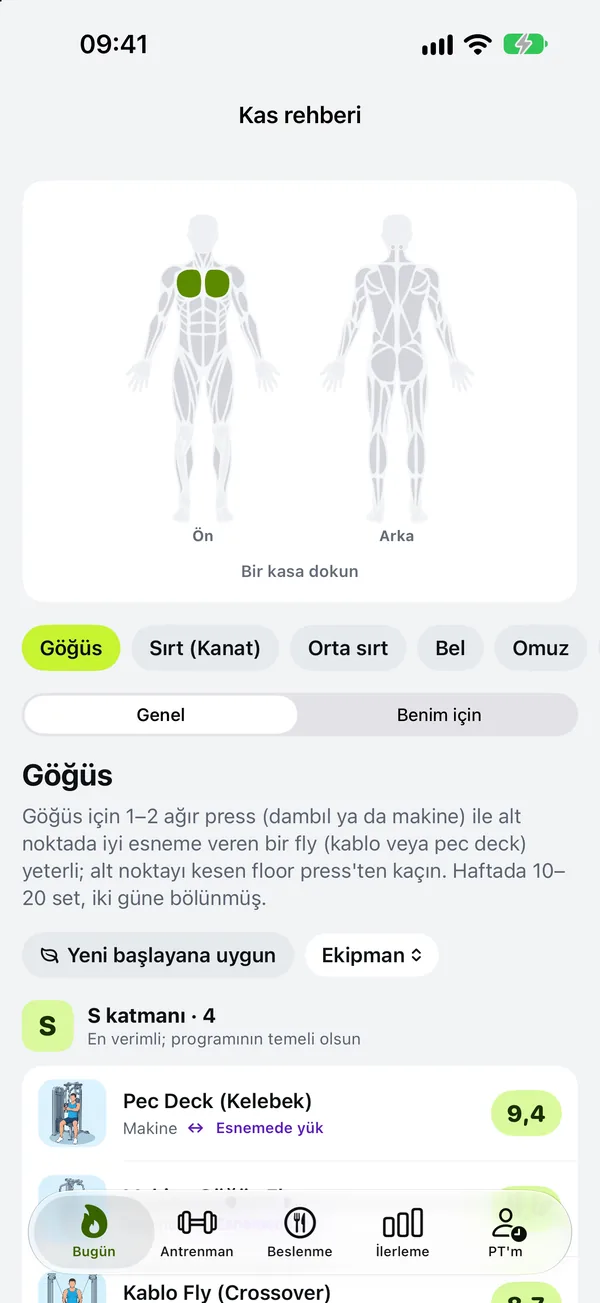 09:41
Kas rehberi
Ön
Arka
Bir kasa dokun
Göğüs
Sırt (Kanat)
Orta sırt
Bel
Omuz
Genel
Benim için
Göğüs
Göğüs için 1–2 ağır press (dambıl ya da makine) ile alt
noktada iyi esneme veren bir fly (kablo veya pec deck)
yeterli; alt noktayı kesen floor press'ten kaçın. Haftada 10–
20 set, iki güne bölünmüş.
Yeni başlayana uygun
Ekipman
S
S katmanı · 4
En verimli; programının temeli olsun
Pec Deck (Kelebek)
Makine ↔ Esnemede yük
9,4
Bugün
Antrenman
Beslenme
İlerleme
PT'm
Kablo Fly (Crossover)